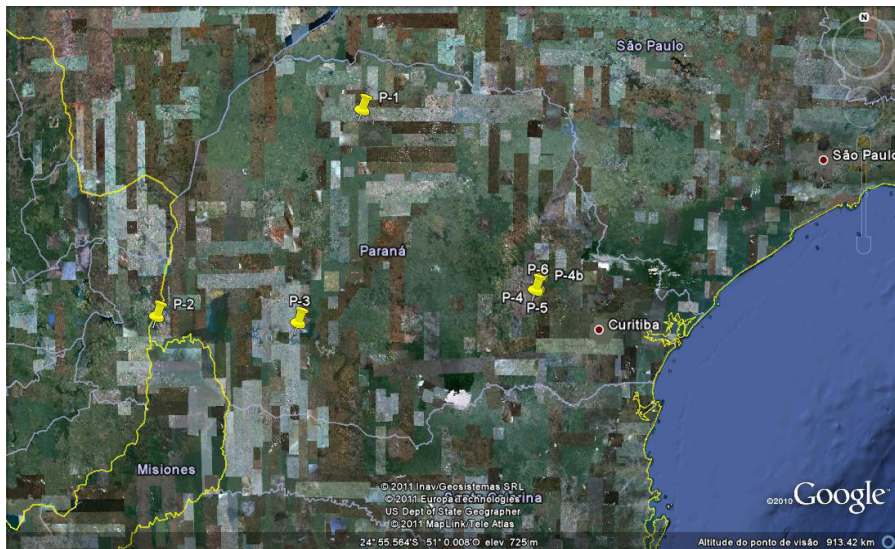 N
São Paulo
P-1
São Paulo
Paraná
P-6
P-4b
P-2
P-3
P-4
P-5
Curitiba
Misiones
© 2011 Inav/Geosistemas SRL
© 2011 Europa Technologies
US Dept of State Geographer
© 2011 MapLink/Tele Atlas
©2010 Google
24°55.564'S 51°0.008'O elev 725 m
Altitude do ponto de visão 913.42 km